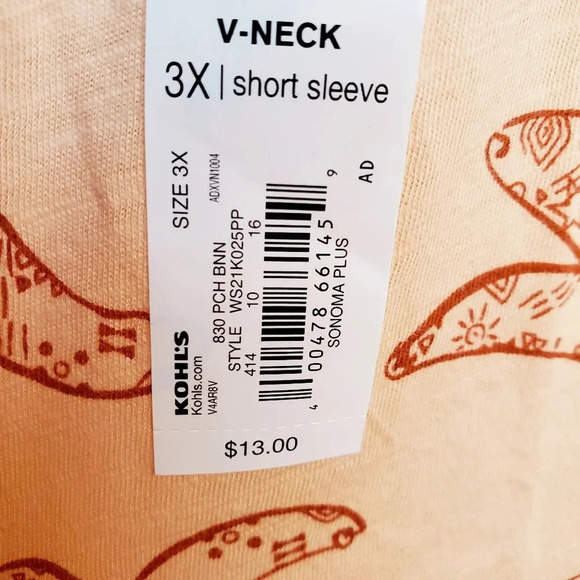 V-NECK
3X | short sleeve
SIZE 3X
ADXVN1004
830 PCH BNN
STYLE WS21K025PP
414 10 16
4 00478 66145 9
SONOMA PLUS
AD
KOHL'S
Kohls.com
V4AR8V
$13.00